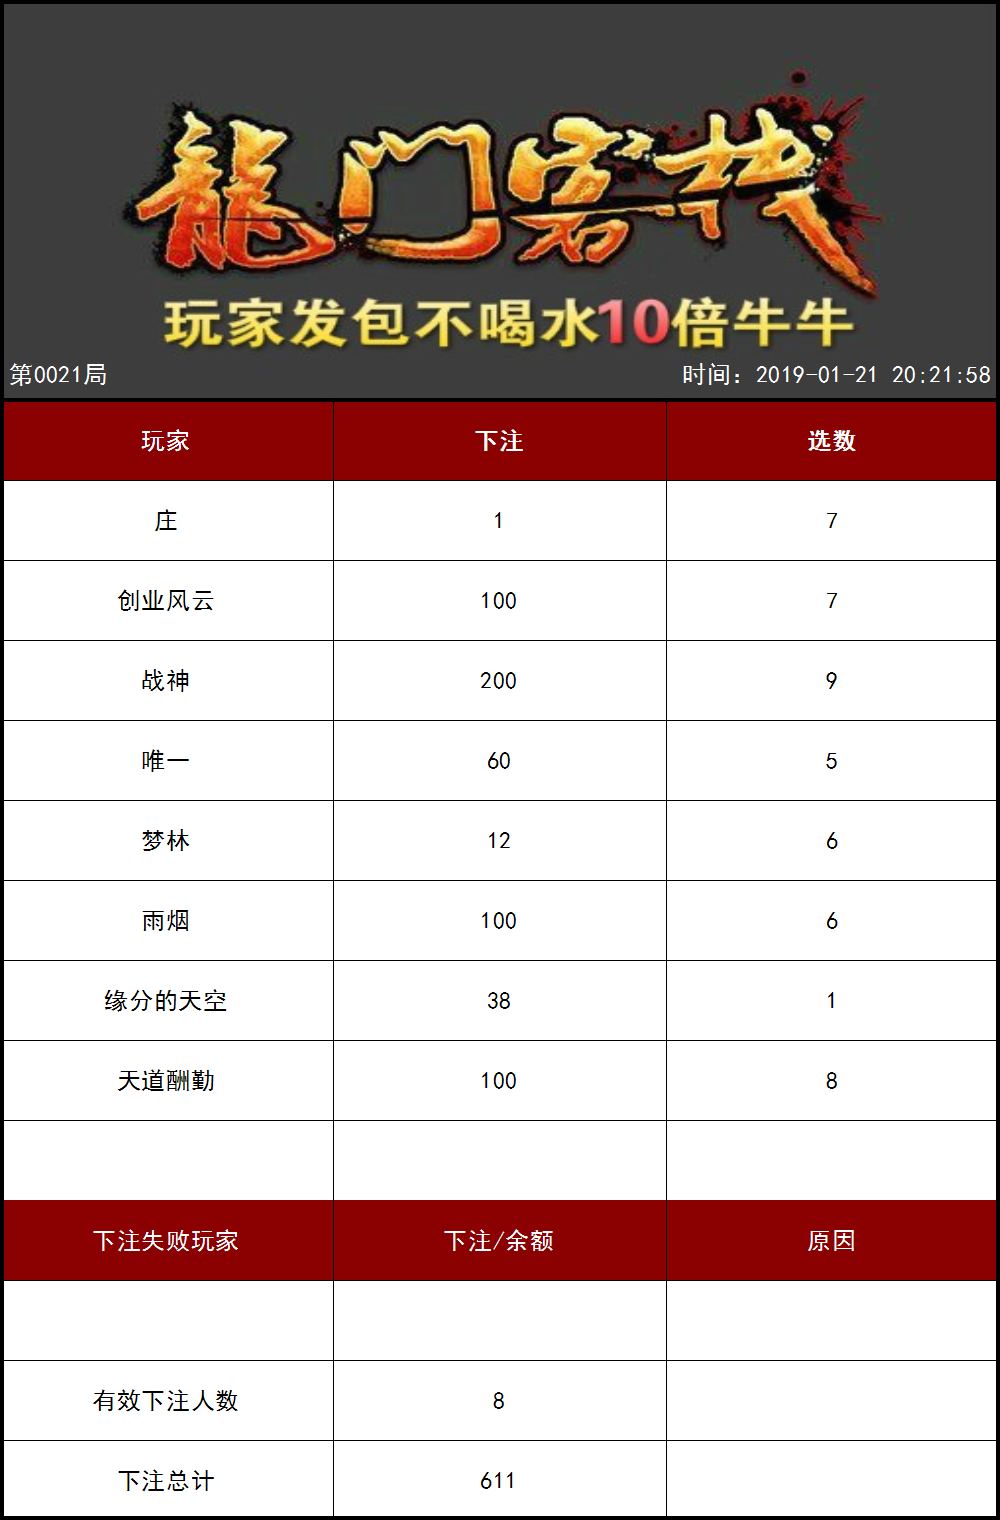 龍门客栈
玩家发包不喝水10倍牛牛
第0021局 时间：2019-01-21 20:21:58
玩家 下注 选数
庄 1 7
创业风云 100 7
战神 200 9
唯一 60 5
梦林 12 6
雨烟 100 6
缘分的天空 38 1
天道酬勤 100 8
下注失败玩家 下注/余额 原因
有效下注人数 8
下注总计 611